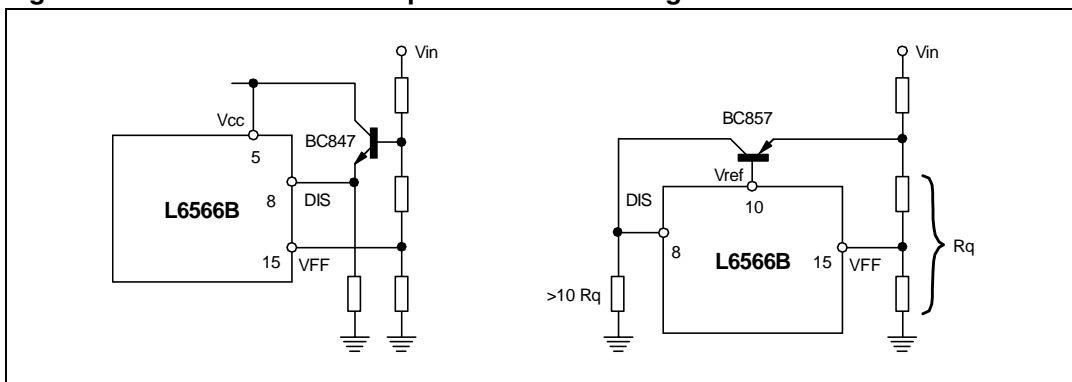 Vin
Vcc
5
BC847
8
DIS
L6566B
15
VFF
Vin
BC857
Vref
10
DIS
8
L6566B
15
VFF
Rq
>10 Rq